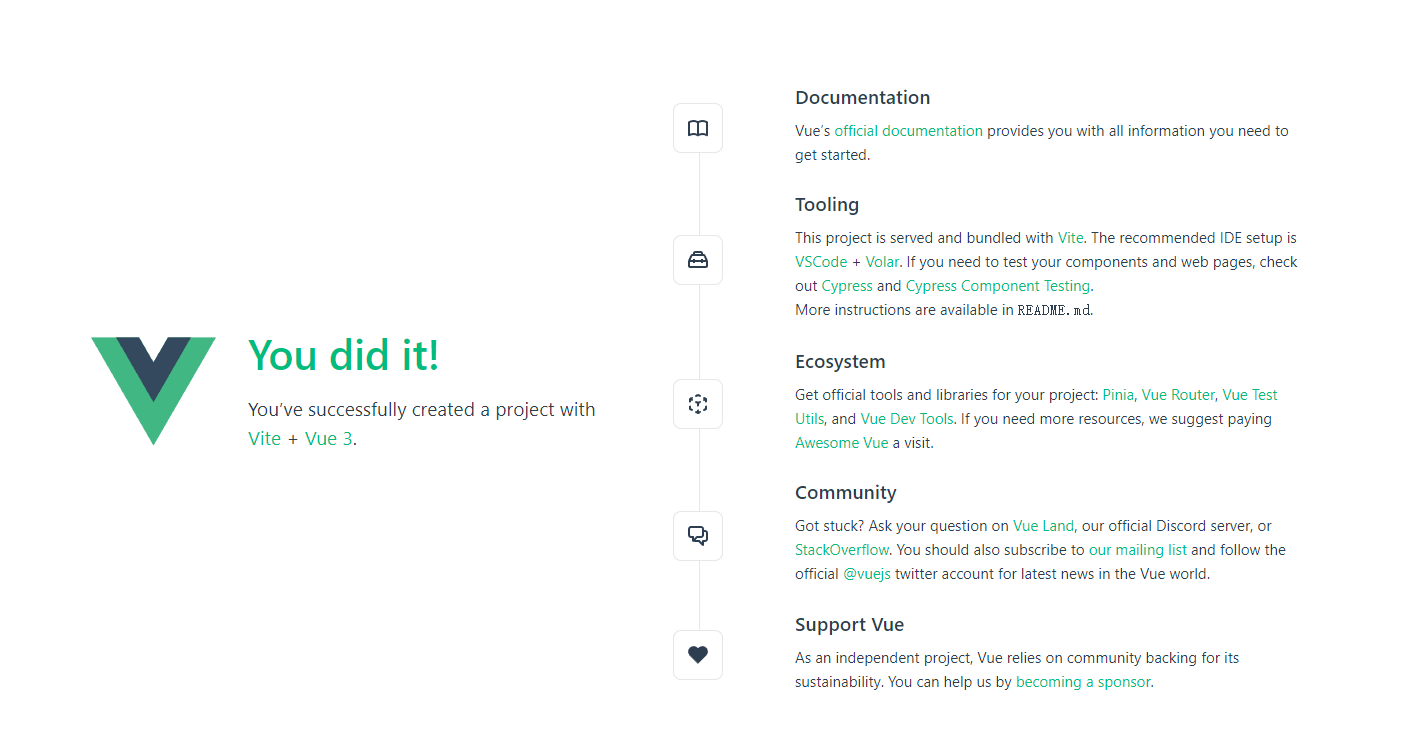 You did it!
You’ve successfully created a project with
Vite + Vue 3.
Documentation
Vue’s official documentation provides you with all information you need to
get started.
Tooling
This project is served and bundled with Vite. The recommended IDE setup is
VSCode + Volar. If you need to test your components and web pages, check
out Cypress and Cypress Component Testing.
More instructions are available in README.md.
Ecosystem
Get official tools and libraries for your project: Pinia, Vue Router, Vue Test
Utils, and Vue Dev Tools. If you need more resources, we suggest paying
Awesome Vue a visit.
Community
Got stuck? Ask your question on Vue Land, our official Discord server, or
StackOverflow. You should also subscribe to our mailing list and follow the
official @vuejs twitter account for latest news in the Vue world.
Support Vue
As an independent project, Vue relies on community backing for its
sustainability. You can help us by becoming a sponsor.